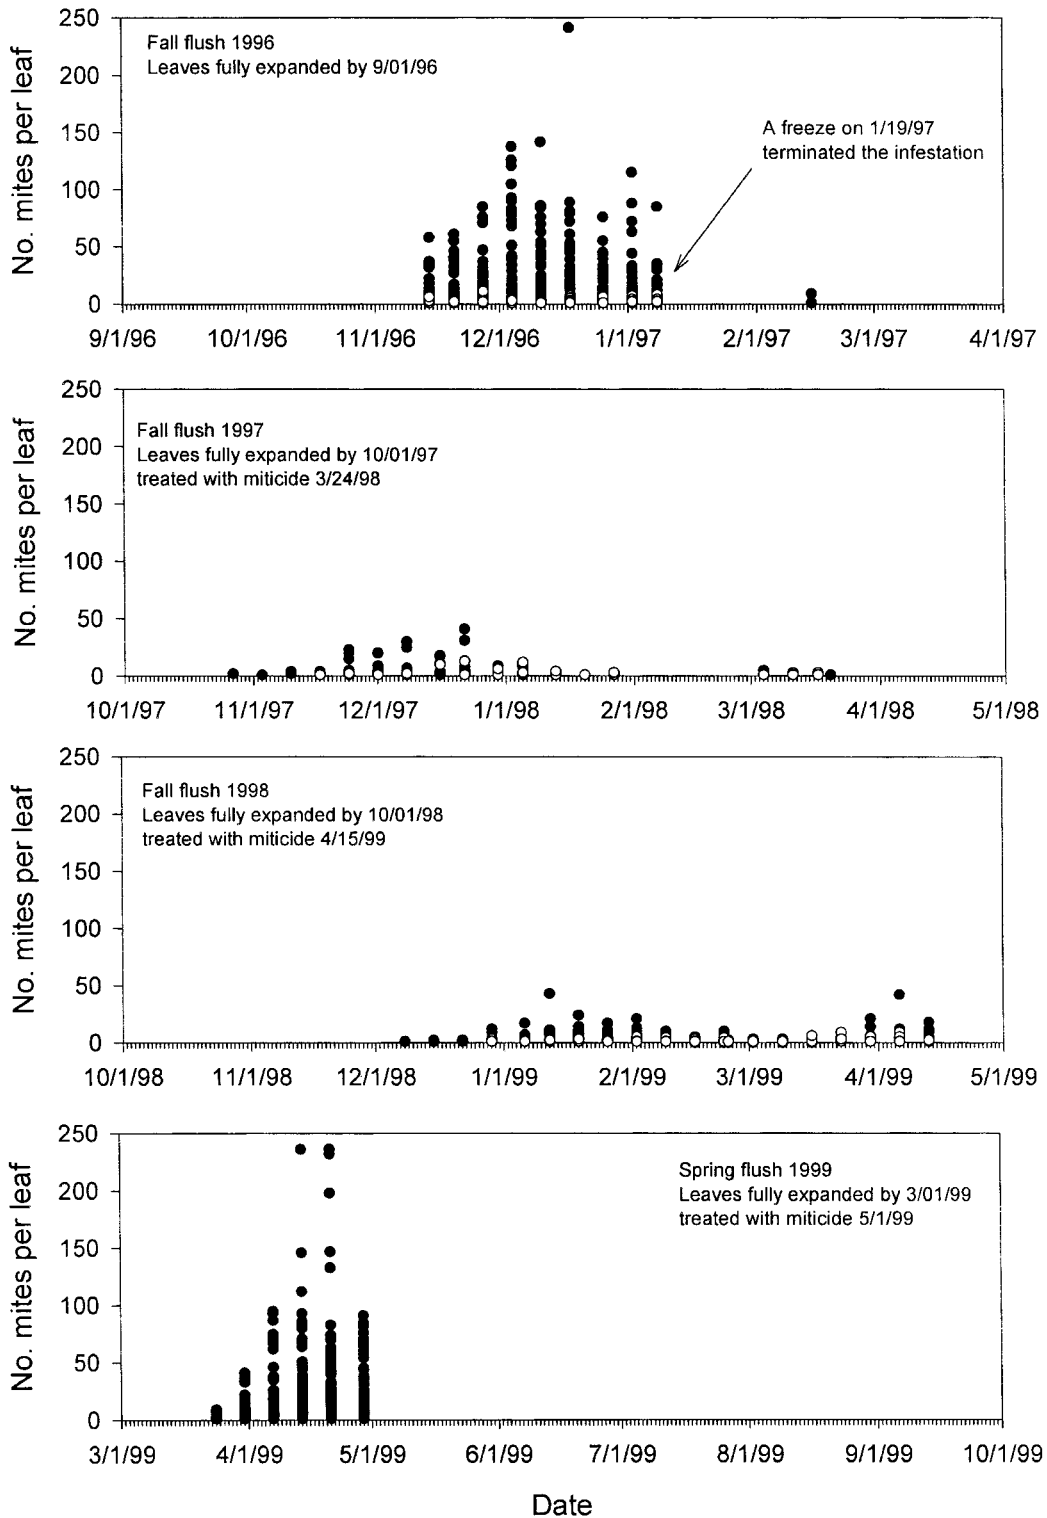 No. mites per leaf
250
200
150
100
50
0
Fall flush 1996
Leaves fully expanded by 9/01/96
A freeze on 1/19/97
terminated the infestation
9/1/96 10/1/96 11/1/96 12/1/96 1/1/97 2/1/97 3/1/97 4/1/97
No. mites per leaf
250
200
150
100
50
0
Fall flush 1997
Leaves fully expanded by 10/01/97
treated with miticide 3/24/98
10/1/97 11/1/97 12/1/97 1/1/98 2/1/98 3/1/98 4/1/98 5/1/98
No. mites per leaf
250
200
150
100
50
0
Fall flush 1998
Leaves fully expanded by 10/01/98
treated with miticide 4/15/99
10/1/98 11/1/98 12/1/98 1/1/99 2/1/99 3/1/99 4/1/99 5/1/99
No. mites per leaf
250
200
150
100
50
0
Spring flush 1999
Leaves fully expanded by 3/01/99
treated with miticide 5/1/99
3/1/99 4/1/99 5/1/99 6/1/99 7/1/99 8/1/99 9/1/99 10/1/99
Date